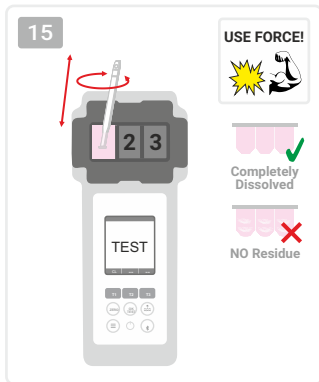 15
USE FORCE!
2 3
Completely
Dissolved
TEST
NO Residue